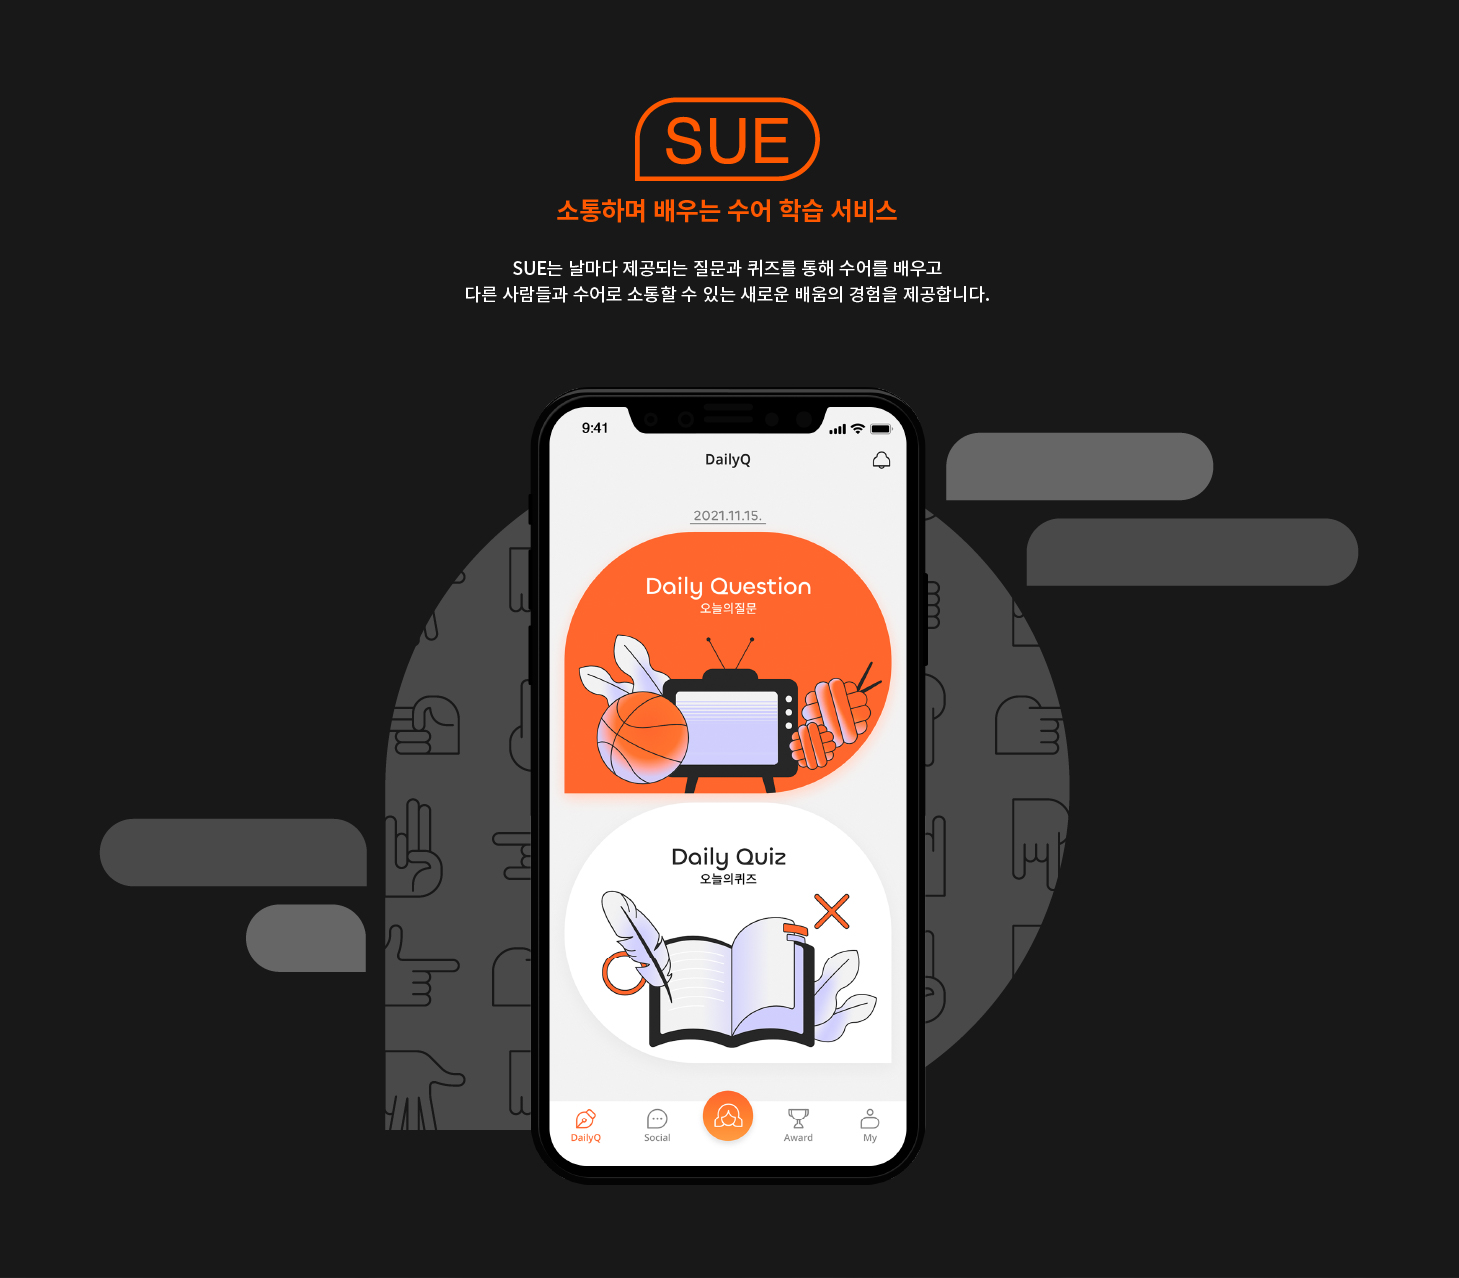 SUE
소통하며 배우는 수어 학습 서비스
SUE는 날마다 제공되는 질문과 퀴즈를 통해 수어를 배우고
다른 사람들과 수어로 소통할 수 있는 새로운 배움의 경험을 제공합니다.
9:41
DailyQ
2021.11.15.
Daily Question
오늘의질문
Daily Quiz
오늘의퀴즈
DailyQ
Social
Award
My